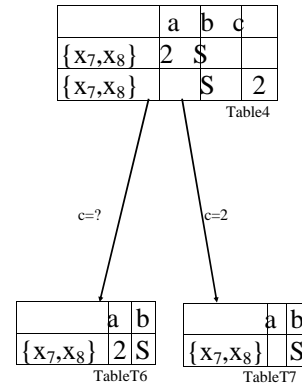 a b c
{x7,x8} 2 S
{x7,x8} S 2
Table4
c=? c=2
a b a b
{x7,x8} 2 S {x7,x8} S
TableT6 TableT7